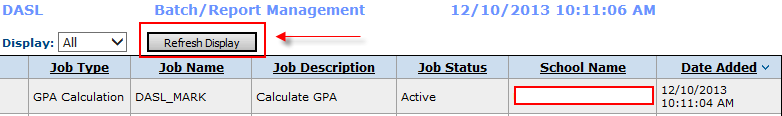 DASL Batch/Report Management 12/10/2013 10:11:06 AM
Display: All Refresh Display
Job Type Job Name Job Description Job Status School Name Date Added
GPA Calculation DASL_MARK Calculate GPA Active 12/10/2013
10:11:04 AM